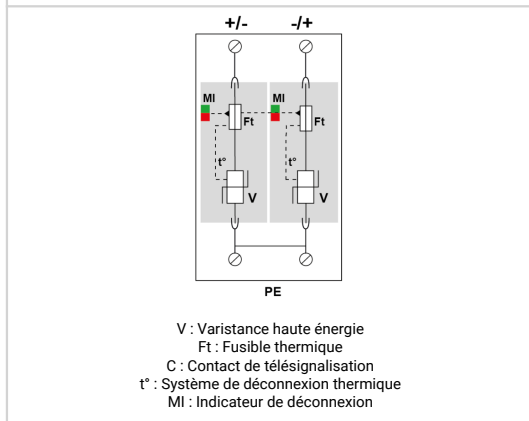 +/- -/+
MI MI
Ft Ft
t° t°
V V
PE
V : Varistance haute énergie
Ft : Fusible thermique
C : Contact de télésignalisation
t° : Système de déconnexion thermique
MI : Indicateur de déconnexion